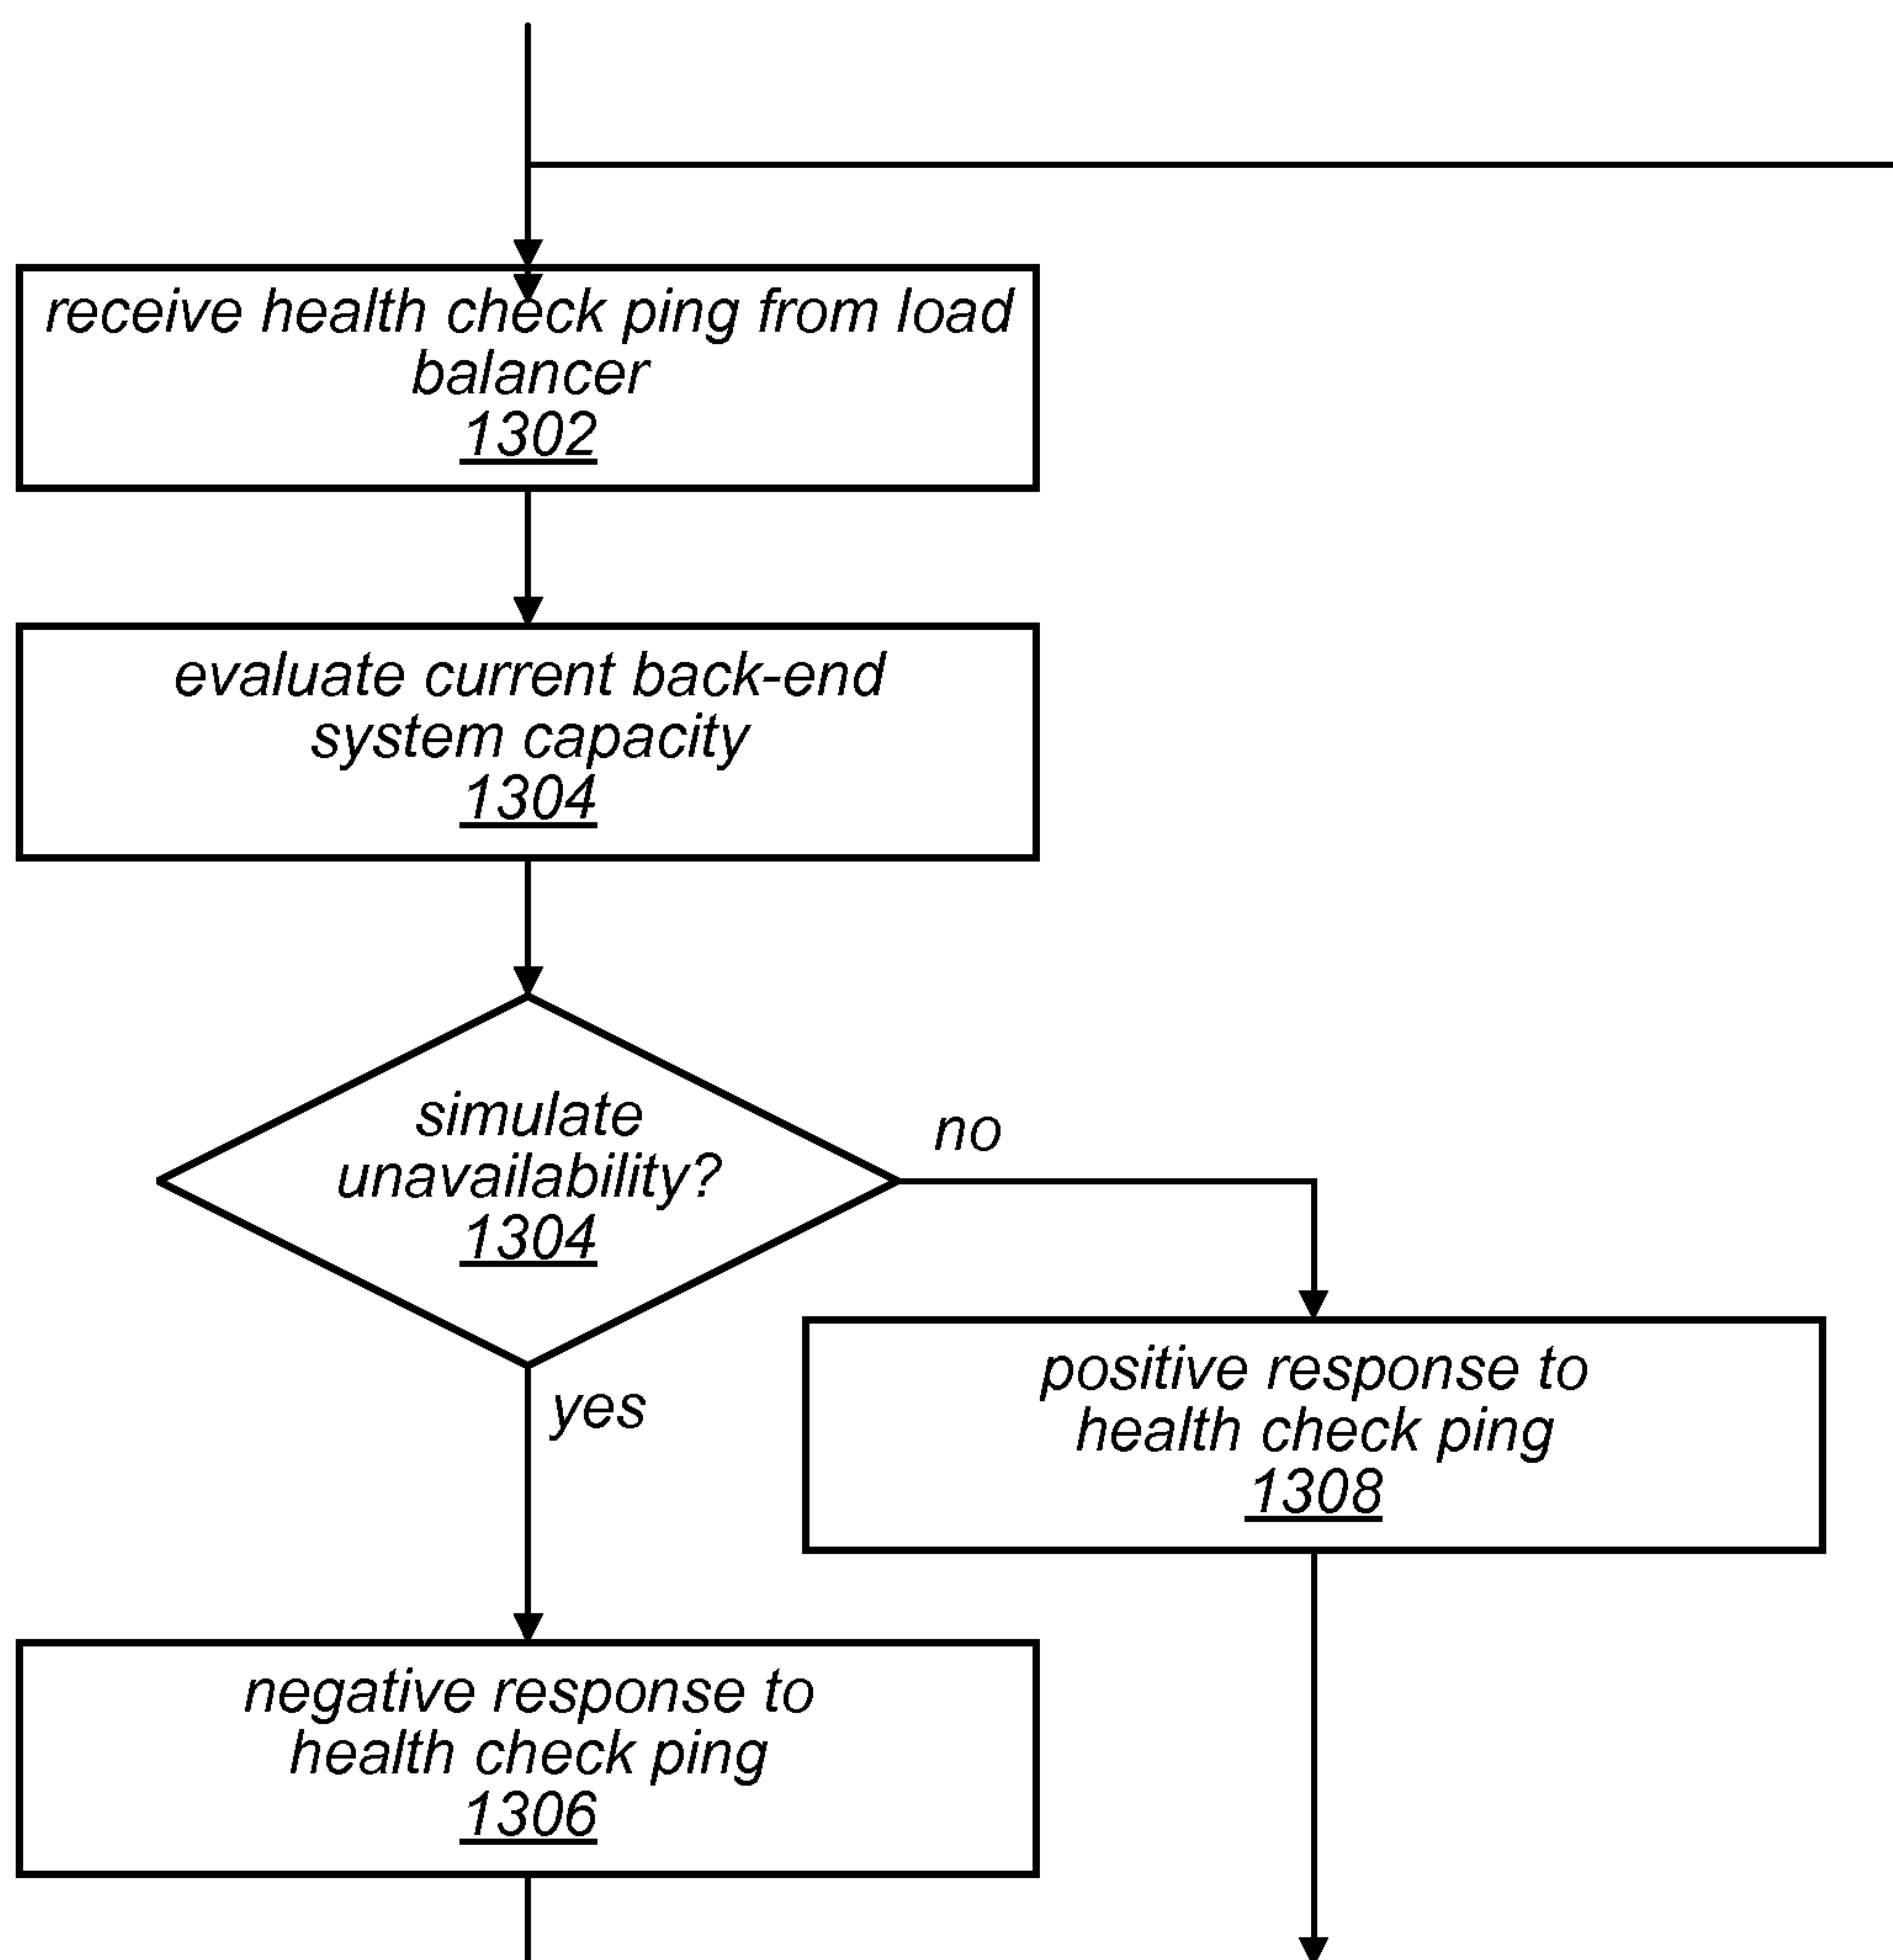 receive health check ping from load
balancer
1302
evaluate current back-end
system capacity
1304
simulate
unavailability?
1304
no
yes
positive response to
health check ping
1308
negative response to
health check ping
1306